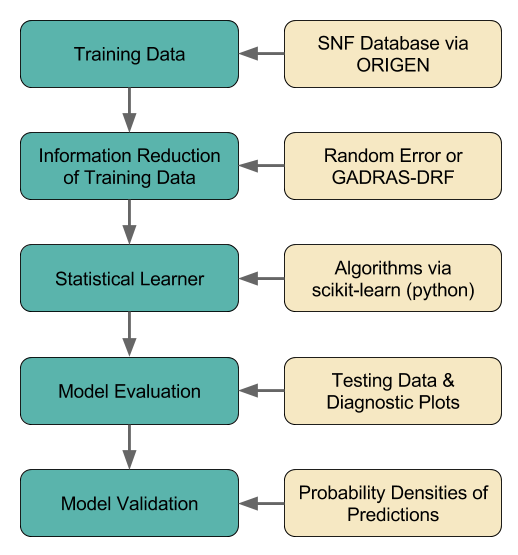 Training Data
SNF Database via
ORIGEN
Information Reduction
of Training Data
Random Error or
GADRAS-DRF
Statistical Learner
Algorithms via
scikit-learn (python)
Model Evaluation
Testing Data &
Diagnostic Plots
Model Validation
Probability Densities of
Predictions